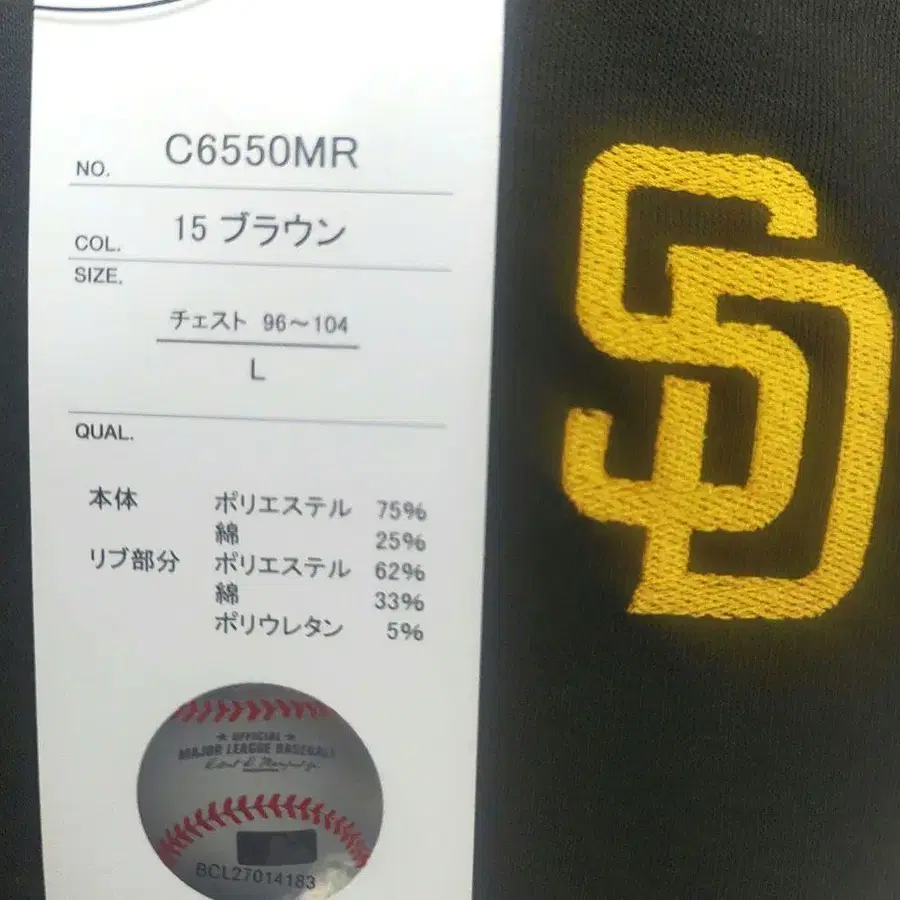 NO. C6550MR
COL. 15 ブラウン
SIZE.
チェスト 96～104
L
QUAL.
本体 ポリエステル 75%
綿 25%
リブ部分 ポリエステル 62%
綿 33%
ポリウレタン 5%
★ OFFICIAL ★
MAJOR LEAGUE BASEBALL
BCL27014183
SD